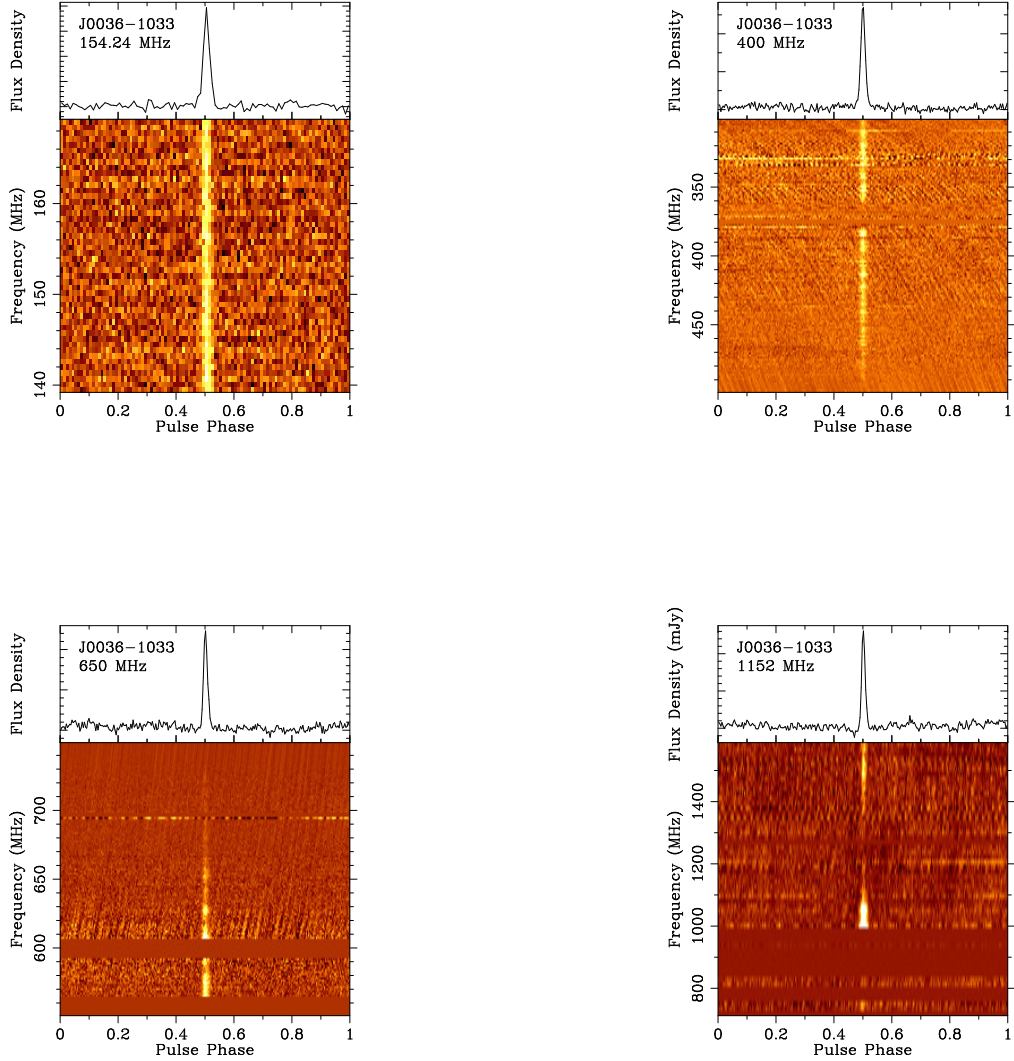 Flux Density
J0036−1033
154.24 MHz
Frequency (MHz)
160
150
140
0 0.2 0.4 0.6 0.8 1
Pulse Phase
Flux Density
J0036−1033
400 MHz
Frequency (MHz)
350
400
450
0 0.2 0.4 0.6 0.8 1
Pulse Phase
Flux Density
J0036−1033
650 MHz
Frequency (MHz)
700
650
600
0 0.2 0.4 0.6 0.8 1
Pulse Phase
Flux Density (mJy)
J0036−1033
1152 MHz
Frequency (MHz)
1400
1200
1000
800
0 0.2 0.4 0.6 0.8 1
Pulse Phase